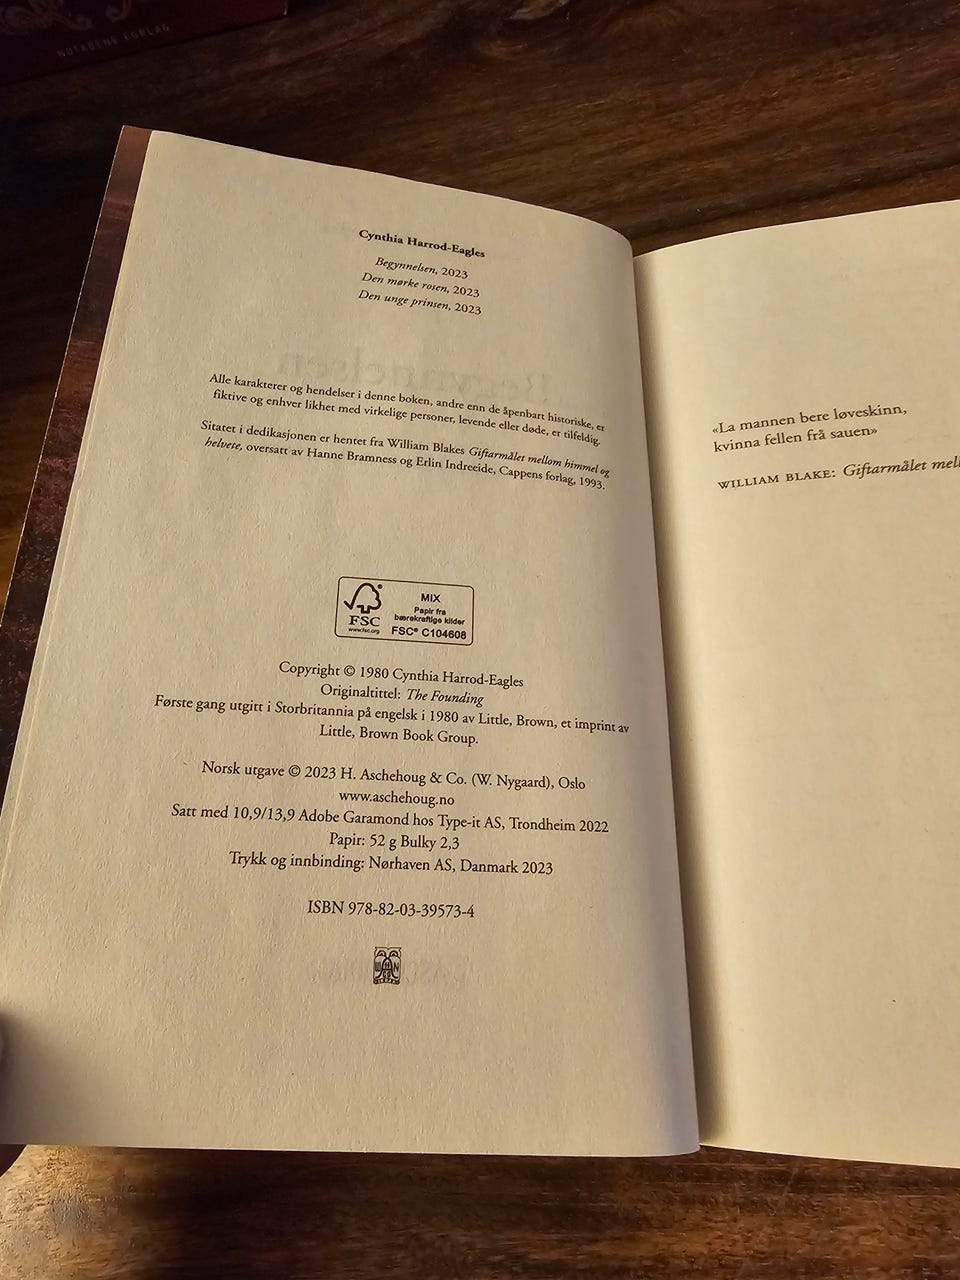 NOTABENE FORLAG
Cynthia Harrod-Eagles
Begynnelsen, 2023
Den mørke rosen, 2023
Den unge prinsen, 2023
Alle karakterer og hendelser i denne boken, andre enn de åpenbart historiske, er
fiktive og enhver likhet med virkelige personer, levende eller døde, er tilfeldig.
Sitatet i dedikasjonen er hentet fra William Blakes Giftarmålet mellom himmel og
helvete, oversatt av Hanne Bramness og Erlin Indreeide, Cappens forlag, 1993.
FSC
www.fsc.org
MIX
Papir fra
bærekraftige kilder
FSC® C104608
Copyright © 1980 Cynthia Harrod-Eagles
Originaltittel: The Founding
Første gang utgitt i Storbritannia på engelsk i 1980 av Little, Brown, et imprint av
Little, Brown Book Group.
Norsk utgave © 2023 H. Aschehoug & Co. (W. Nygaard), Oslo
www.aschehoug.no
Satt med 10,9/13,9 Adobe Garamond hos Type-it AS, Trondheim 2022
Papir: 52 g Bulky 2,3
Trykk og innbinding: Nørhaven AS, Danmark 2023
ISBN 978-82-03-39573-4
«La mannen bere løveskinn,
kvinna fellen frå sauen»
WILLIAM BLAKE: Giftarmålet mell